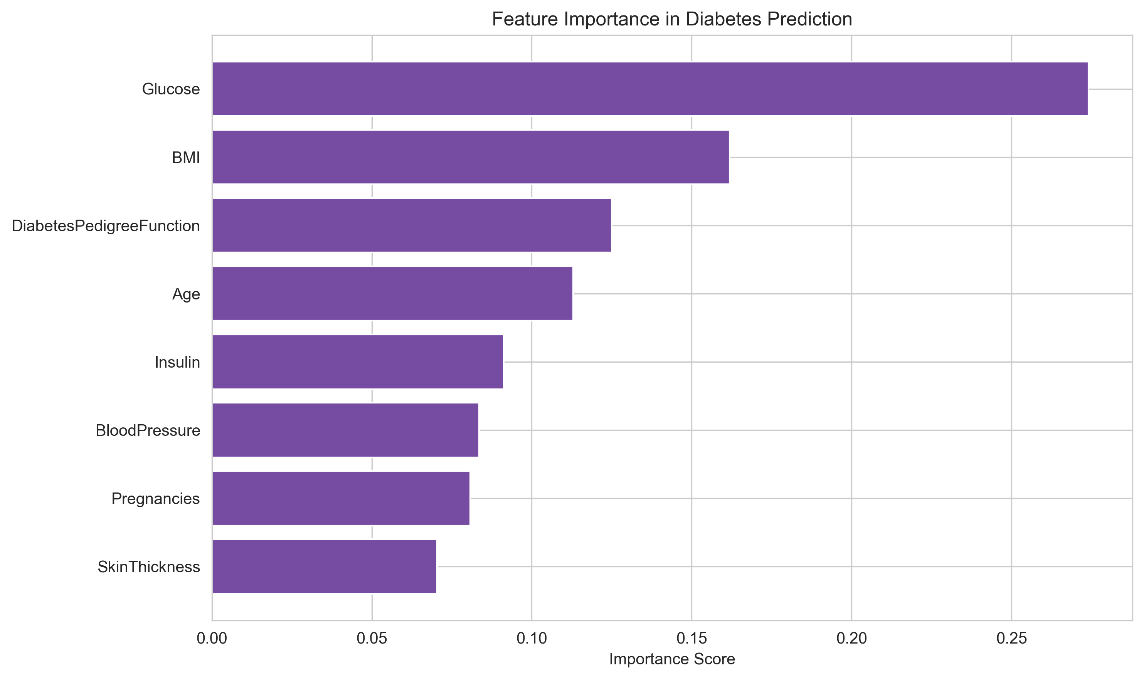 Feature Importance in Diabetes Prediction
Glucose
BMI
DiabetesPedigreeFunction
Age
Insulin
BloodPressure
Pregnancies
SkinThickness
0.00 0.05 0.10 0.15 0.20 0.25
Importance Score